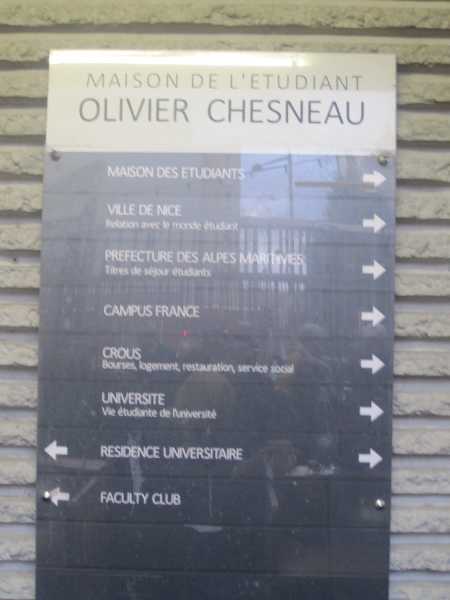 MAISON DE L'ETUDIANT
OLIVIER CHESNEAU
MAISON DES ETUDIANTS
VILLE DE NICE
Relation avec le monde étudiant
PREFECTURE DES ALPES MARITIMES
Titres de séjour étudiants
CAMPUS FRANCE
CROUS
Bourses, logement, restauration, service social
UNIVERSITE
Vie étudiante de l'université
RESIDENCE UNIVERSITAIRE
FACULTY CLUB